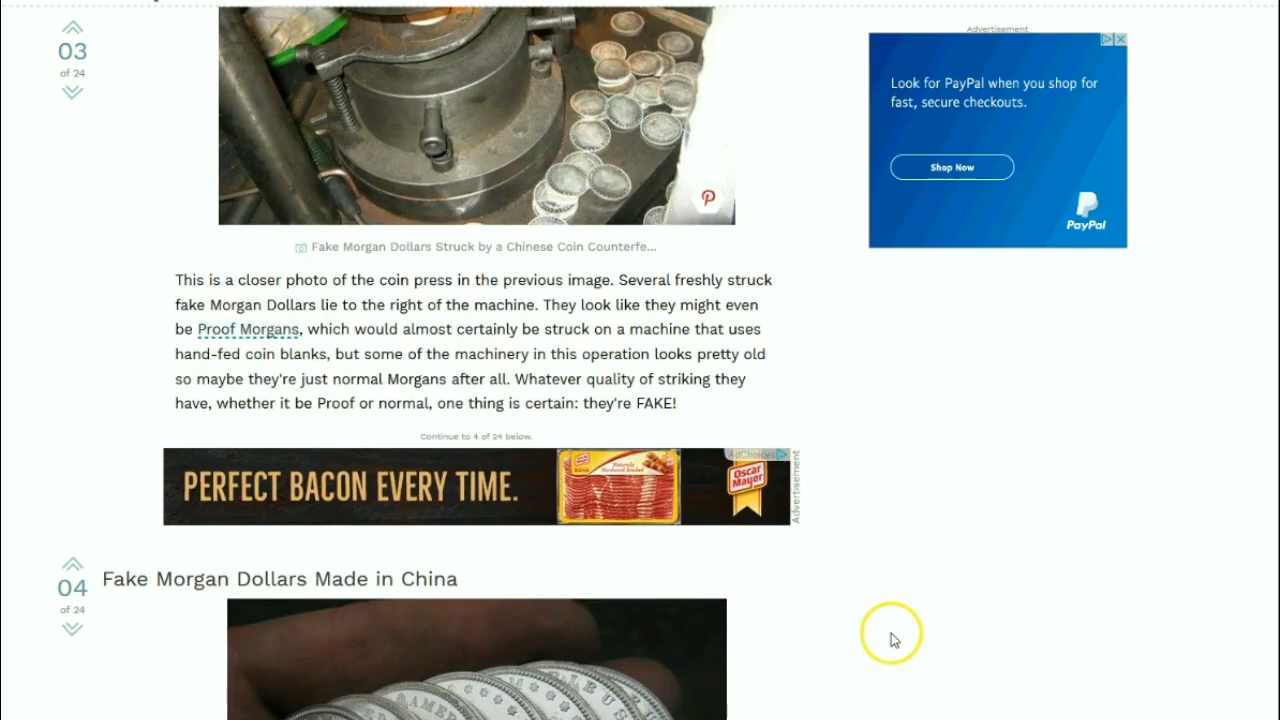 03
of 24
Advertisement
Look for PayPal when you shop for
fast, secure checkouts.
Shop Now
PayPal
Fake Morgan Dollars Struck by a Chinese Coin Counterfe...
This is a closer photo of the coin press in the previous image. Several freshly struck
fake Morgan Dollars lie to the right of the machine. They look like they might even
be Proof Morgans, which would almost certainly be struck on a machine that uses
hand-fed coin blanks, but some of the machinery in this operation looks pretty old
so maybe they're just normal Morgans after all. Whatever quality of striking they
have, whether it be Proof or normal, one thing is certain: they're FAKE!
Continue to 4 of 24 below.
PERFECT BACON EVERY TIME.
Oscar
Mayer
AdChoices
Advertisement
04
of 24
Fake Morgan Dollars Made in China